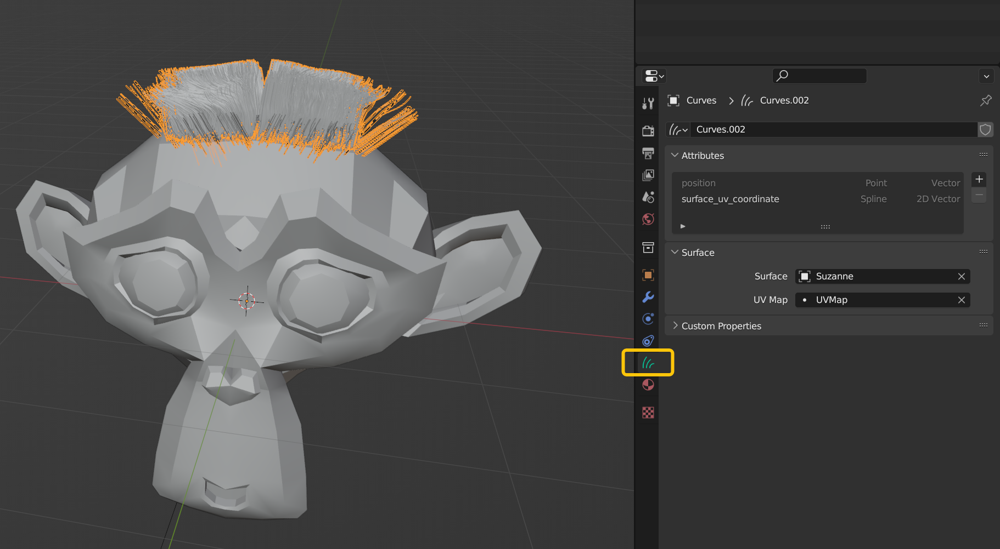 Curves > Curves.002
Curves.002
Attributes
position Point Vector
surface_uv_coordinate Spline 2D Vector
Surface
Surface Suzanne
UV Map UVMap
Custom Properties